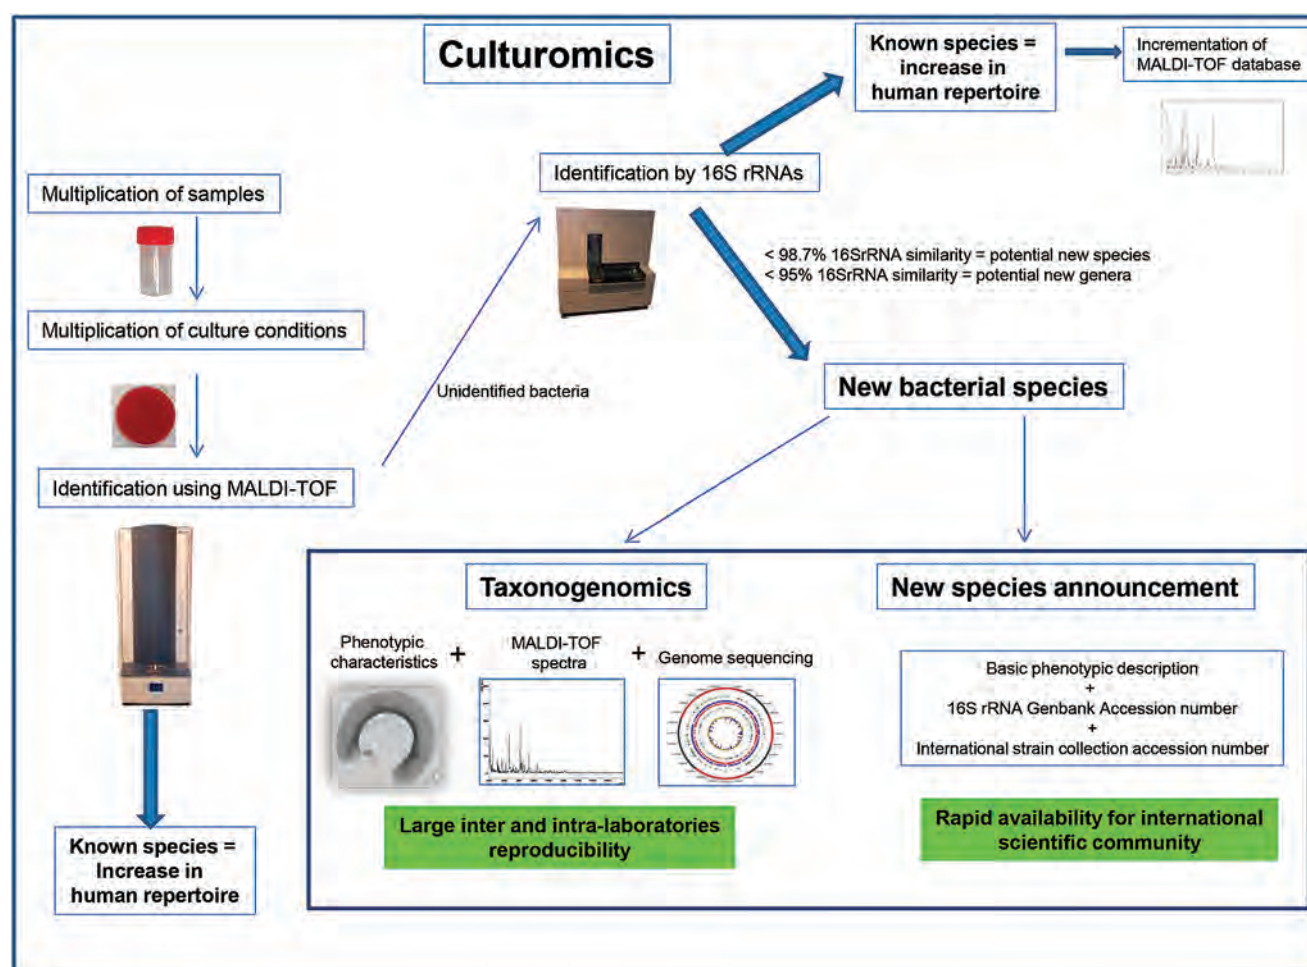 Culturomics
Known species =
increase in
human repertoire
Incrementation of
MALDI-TOF database
Identification by 16S rRNAs
Multiplication of samples
< 98.7% 16SrRNA similarity = potential new species
< 95% 16SrRNA similarity = potential new genera
Multiplication of culture conditions
Unidentified bacteria
New bacterial species
Identification using MALDI-TOF
Taxonogenomics
Phenotypic
characteristics
+
MALDI-TOF
spectra
+
Genome sequencing
Large inter and intra-laboratories
reproducibility
New species announcement
Basic phenotypic description
+
16S rRNA Genbank Accession number
+
International strain collection accession number
Rapid availability for international
scientific community
Known species =
Increase in
human repertoire